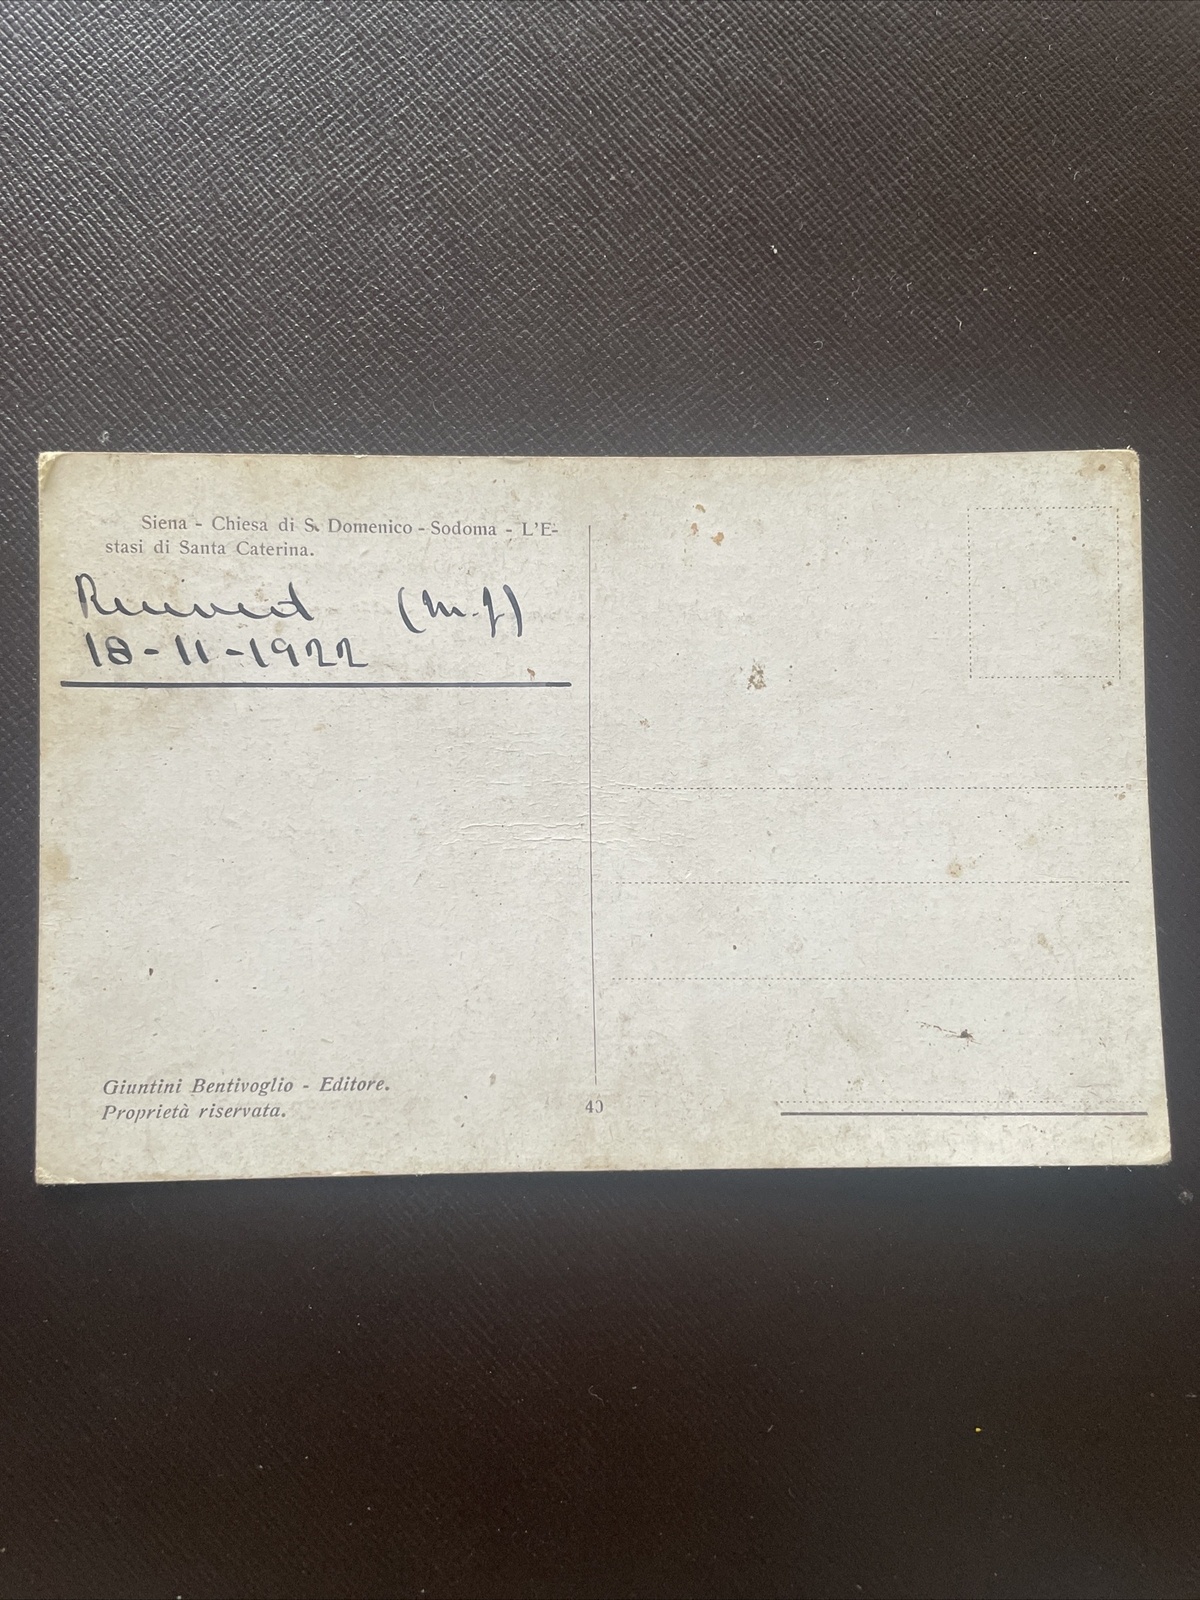 Siena - Chiesa di S. Domenico - Sodoma - L'E-
stasi di Santa Caterina.
Received (m.f)
18-11-1922
Giuntini Bentivoglio - Editore.
Proprietà riservata.
40